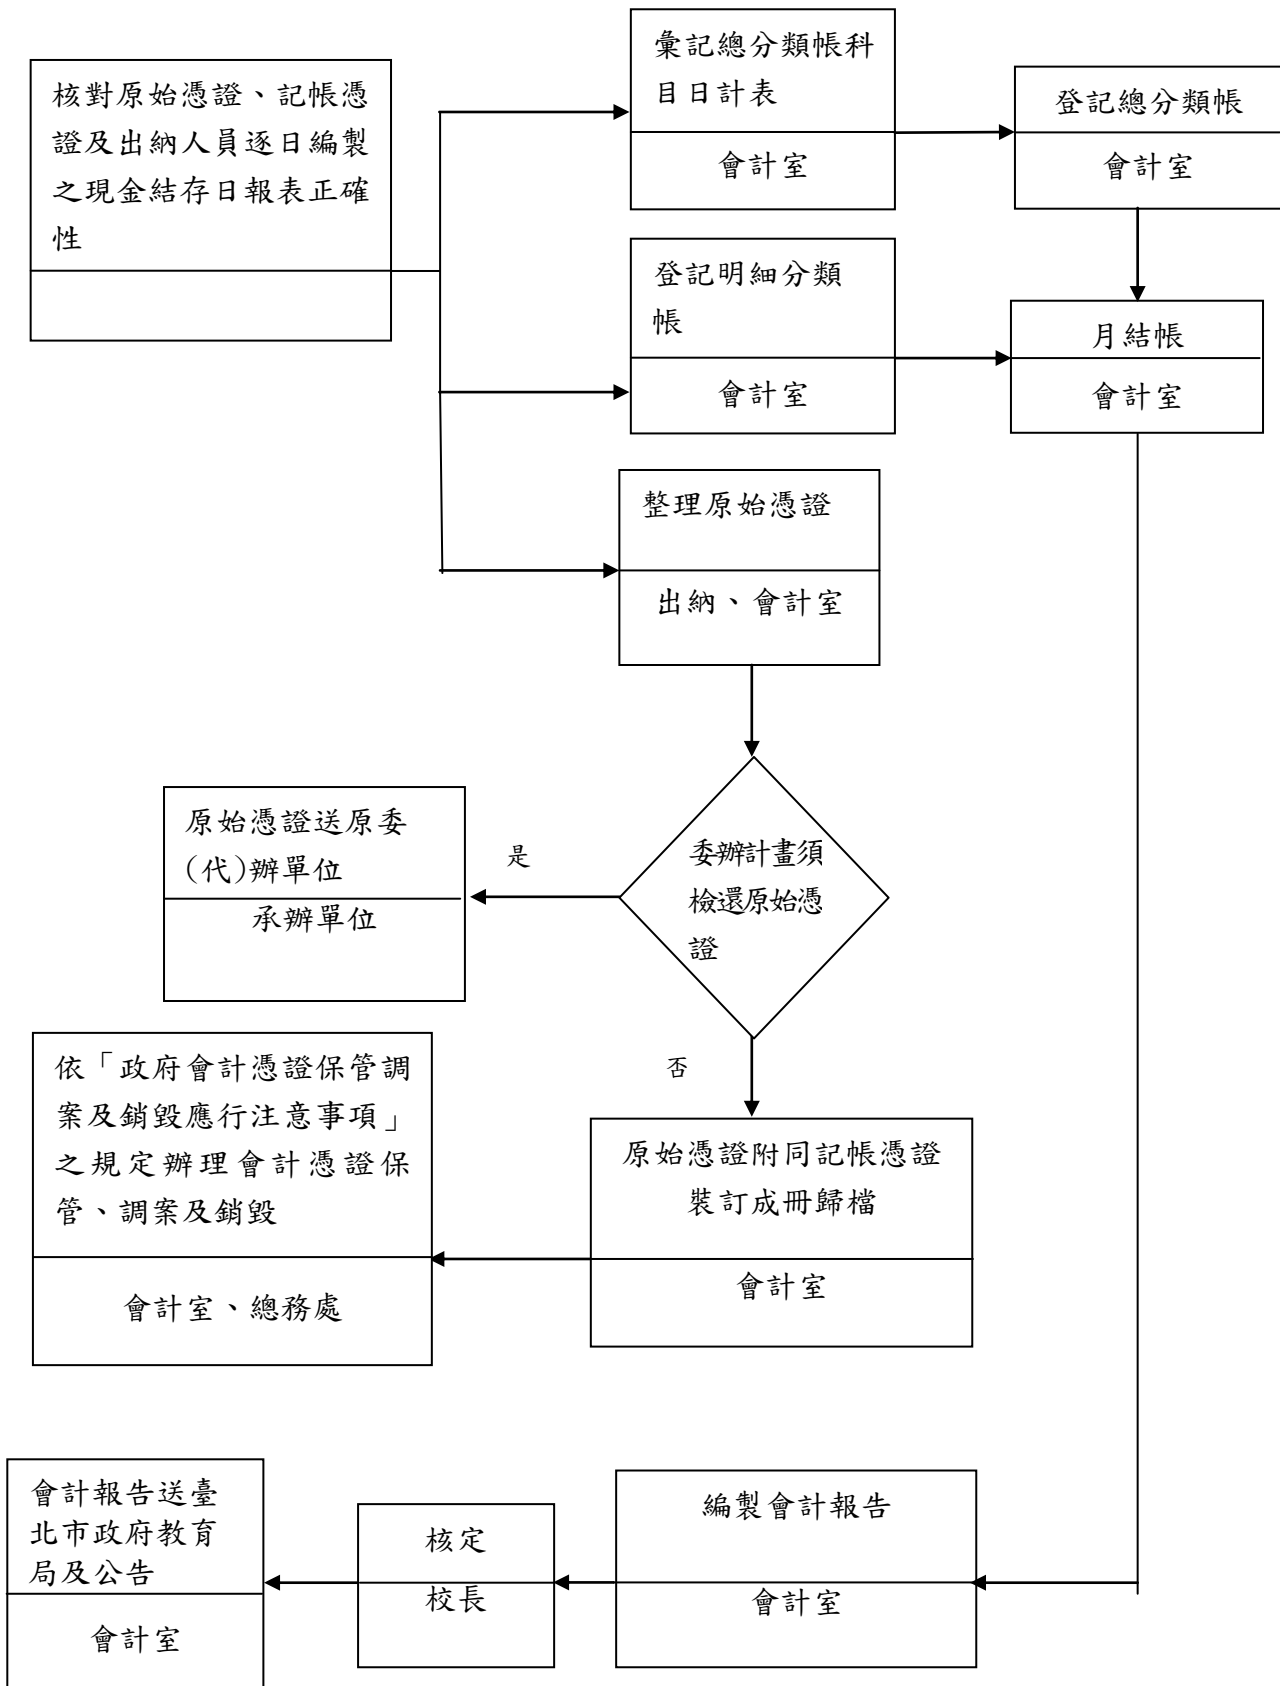 核對原始憑證、記帳憑
證及出納人員逐日編製
之現金結存日報表正確
性
彙記總分類帳科
目日計表
會計室
登記總分類帳
會計室
登記明細分類
帳
會計室
月結帳
會計室
整理原始憑證
出納、會計室
委辦計畫須
檢還原始憑
證
是
原始憑證送原委
(代)辦單位
承辦單位
否
原始憑證附同記帳憑證
裝訂成冊歸檔
會計室
依「政府會計憑證保管調
案及銷毀應行注意事項」
之規定辦理會計憑證保
管、調案及銷毀
會計室、總務處
編製會計報告
會計室
核定
校長
會計報告送臺
北市政府教育
局及公告
會計室